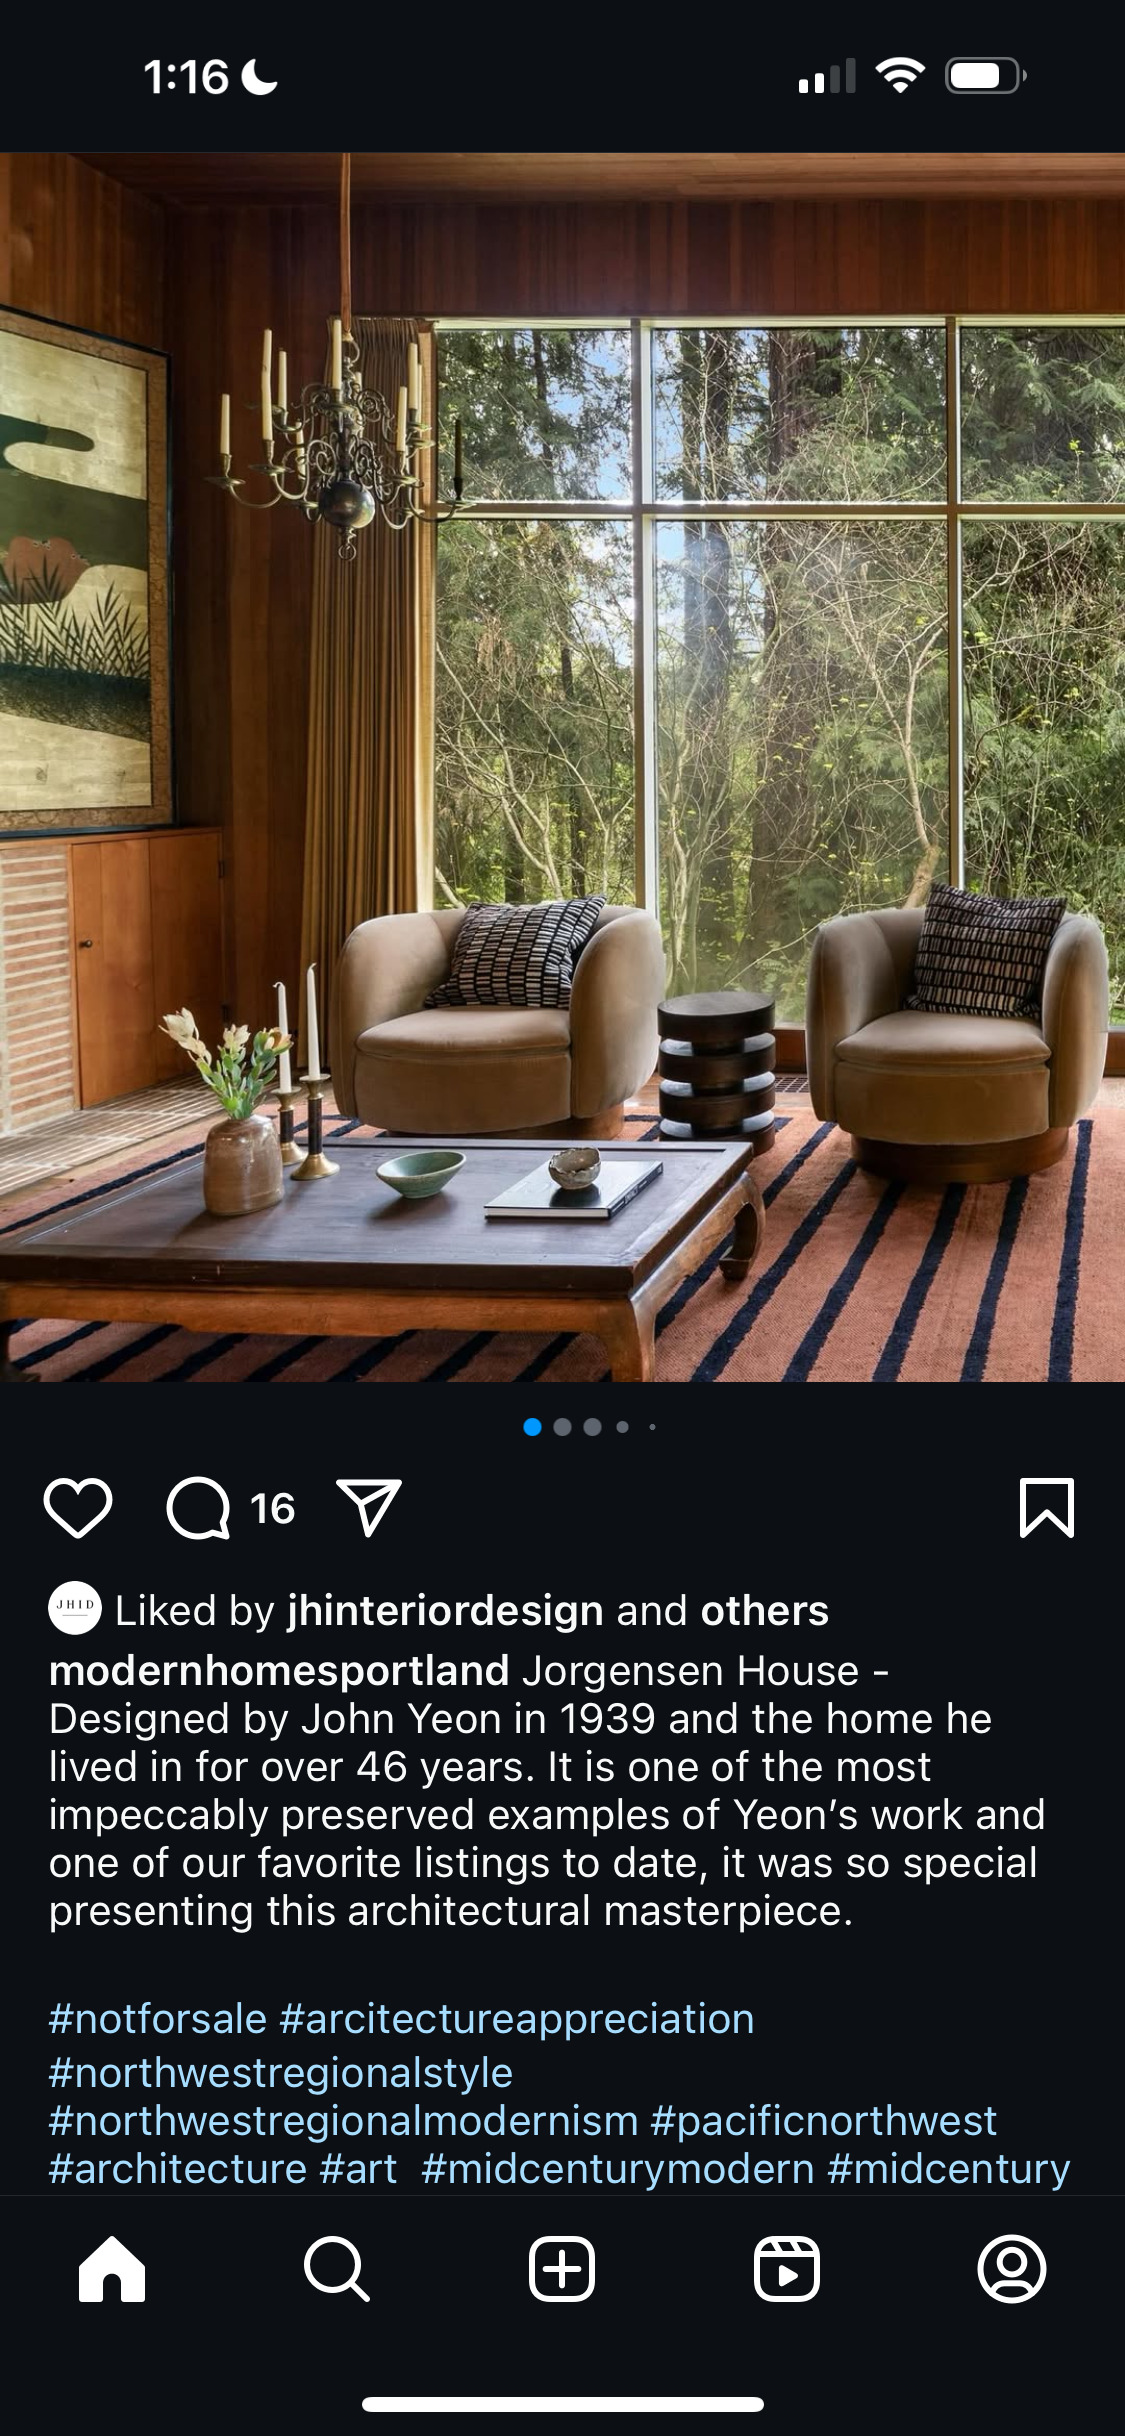 1:16
16
JHID
Liked by jhinteriordesign and others
modernhomesportland Jorgensen House -
Designed by John Yeon in 1939 and the home he
lived in for over 46 years. It is one of the most
impeccably preserved examples of Yeon’s work and
one of our favorite listings to date, it was so special
presenting this architectural masterpiece.
#notforsale #arcitectureappreciation
#northwestregionalstyle
#northwestregionalmodernism #pacificnorthwest
#architecture #art #midcenturymodern #midcentury